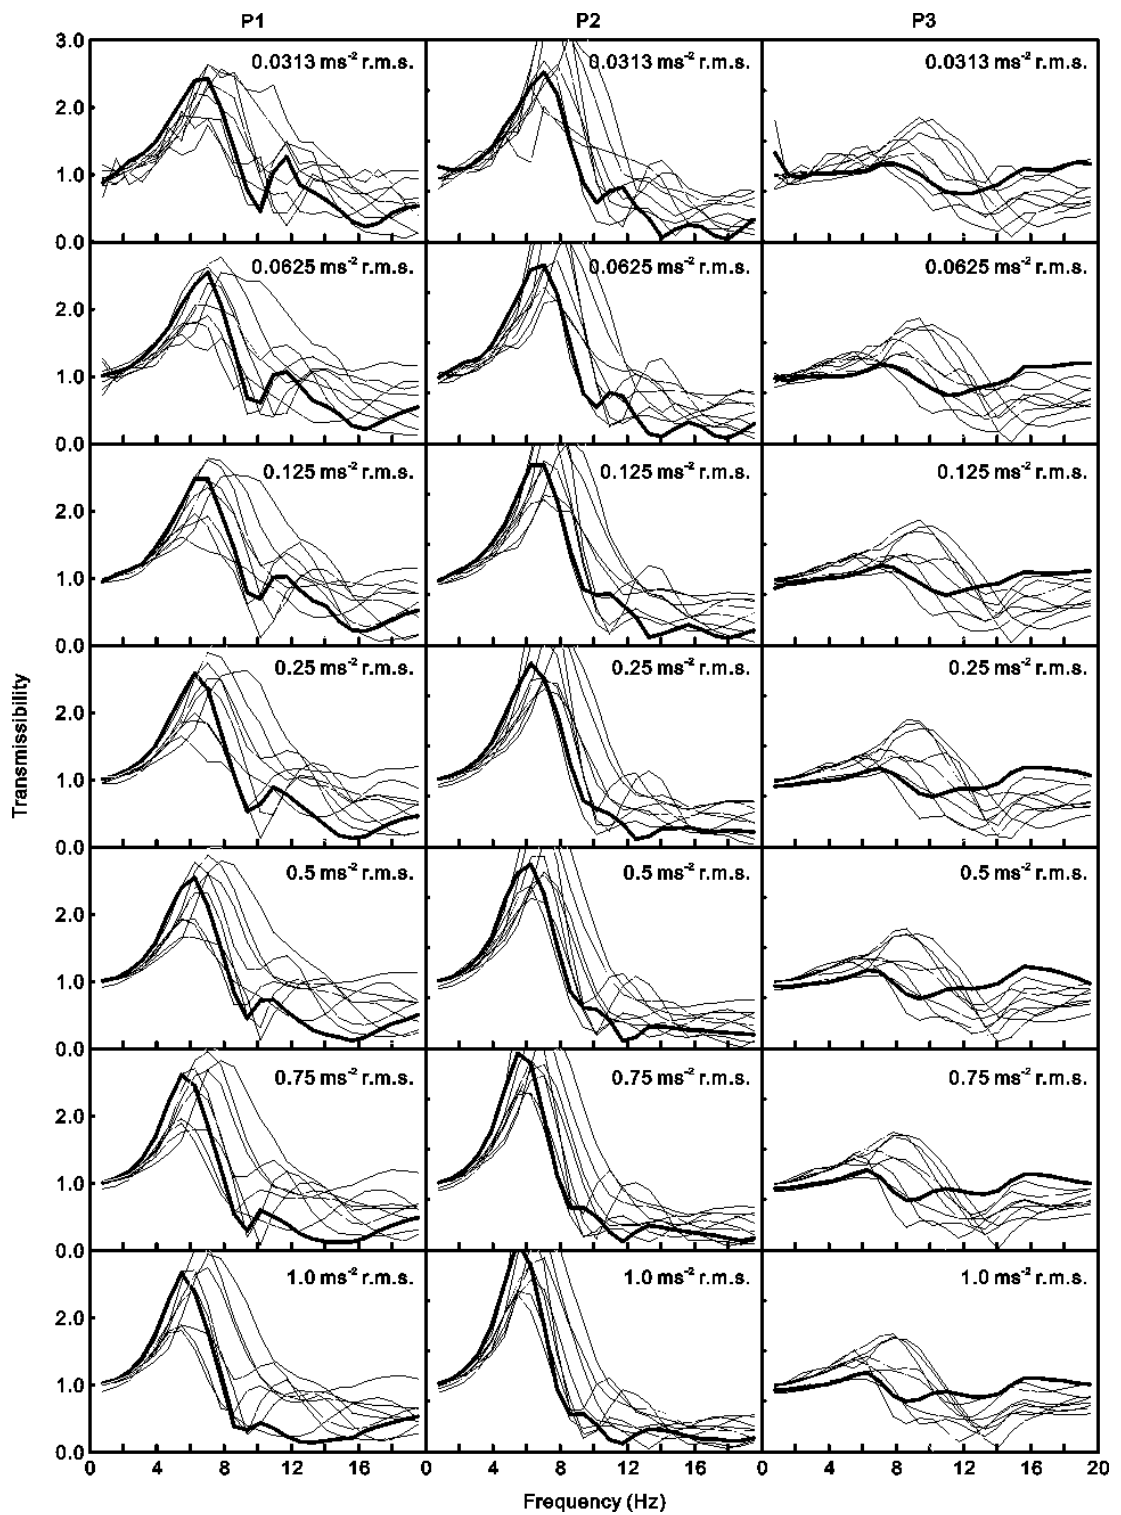 P1 P2 P3
3.0 0.0313 ms⁻² r.m.s. 0.0313 ms⁻² r.m.s. 0.0313 ms⁻² r.m.s.
2.0
1.0
0.0
0.0625 ms⁻² r.m.s. 0.0625 ms⁻² r.m.s. 0.0625 ms⁻² r.m.s.
2.0
1.0
0.0
0.125 ms⁻² r.m.s. 0.125 ms⁻² r.m.s. 0.125 ms⁻² r.m.s.
2.0
1.0
0.0
0.25 ms⁻² r.m.s. 0.25 ms⁻² r.m.s. 0.25 ms⁻² r.m.s.
2.0
Transmissibility
1.0
0.0
0.5 ms⁻² r.m.s. 0.5 ms⁻² r.m.s. 0.5 ms⁻² r.m.s.
2.0
1.0
0.0
0.75 ms⁻² r.m.s. 0.75 ms⁻² r.m.s. 0.75 ms⁻² r.m.s.
2.0
1.0
0.0
1.0 ms⁻² r.m.s. 1.0 ms⁻² r.m.s. 1.0 ms⁻² r.m.s.
2.0
1.0
0.0
0 4 8 12 0 4 8 12 0 4 8 12 16 20
Frequency (Hz)